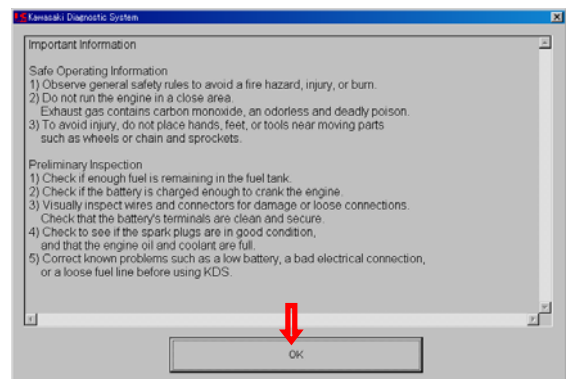 Kawasaki Diagnostic System
Important Information
Safe Operating Information
1) Observe general safety rules to avoid a fire hazard, injury, or burn.
2) Do not run the engine in a close area.
Exhaust gas contains carbon monoxide, an odorless and deadly poison.
3) To avoid injury, do not place hands, feet, or tools near moving parts
such as wheels or chain and sprockets.
Preliminary Inspection
1) Check if enough fuel is remaining in the fuel tank.
2) Check if the battery is charged enough to crank the engine.
3) Visually inspect wires and connectors for damage or loose connections.
Check that the battery's terminals are clean and secure.
4) Check to see if the spark plugs are in good condition,
and that the engine oil and coolant are full.
5) Correct known problems such as a low battery, a bad electrical connection,
or a loose fuel line before using KDS.
OK